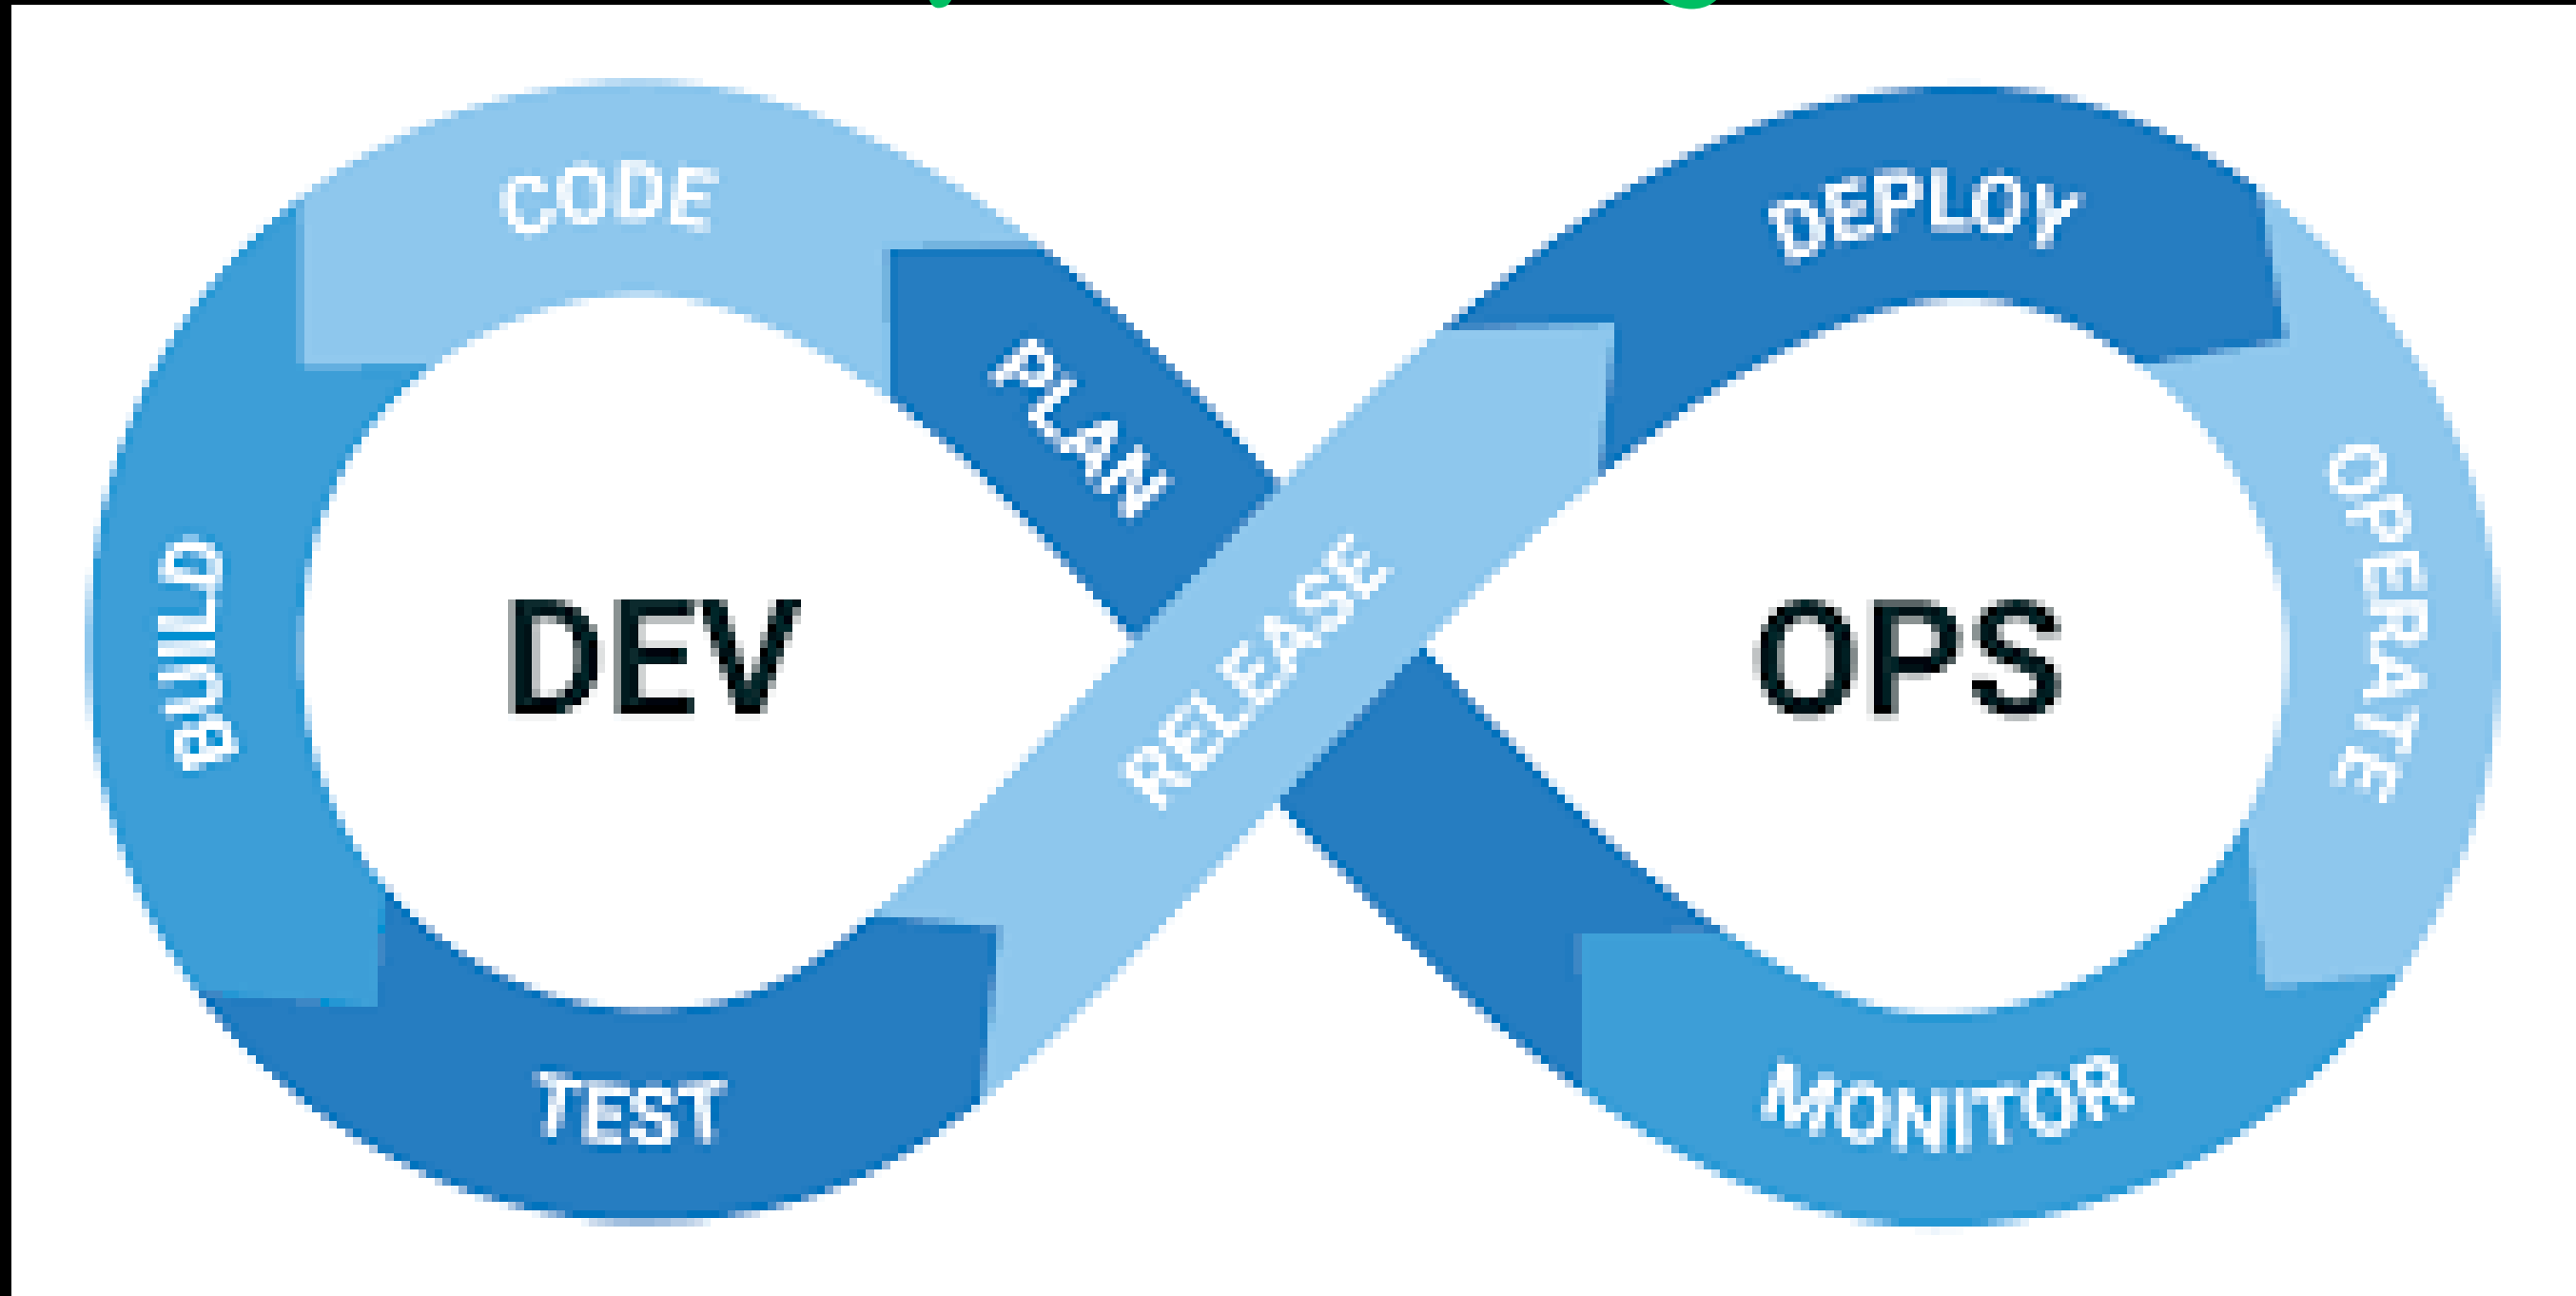 CODE
PLAN
BUILD
TEST
DEV
RELEASE
DEPLOY
OPERATE
MONITOR
OPS